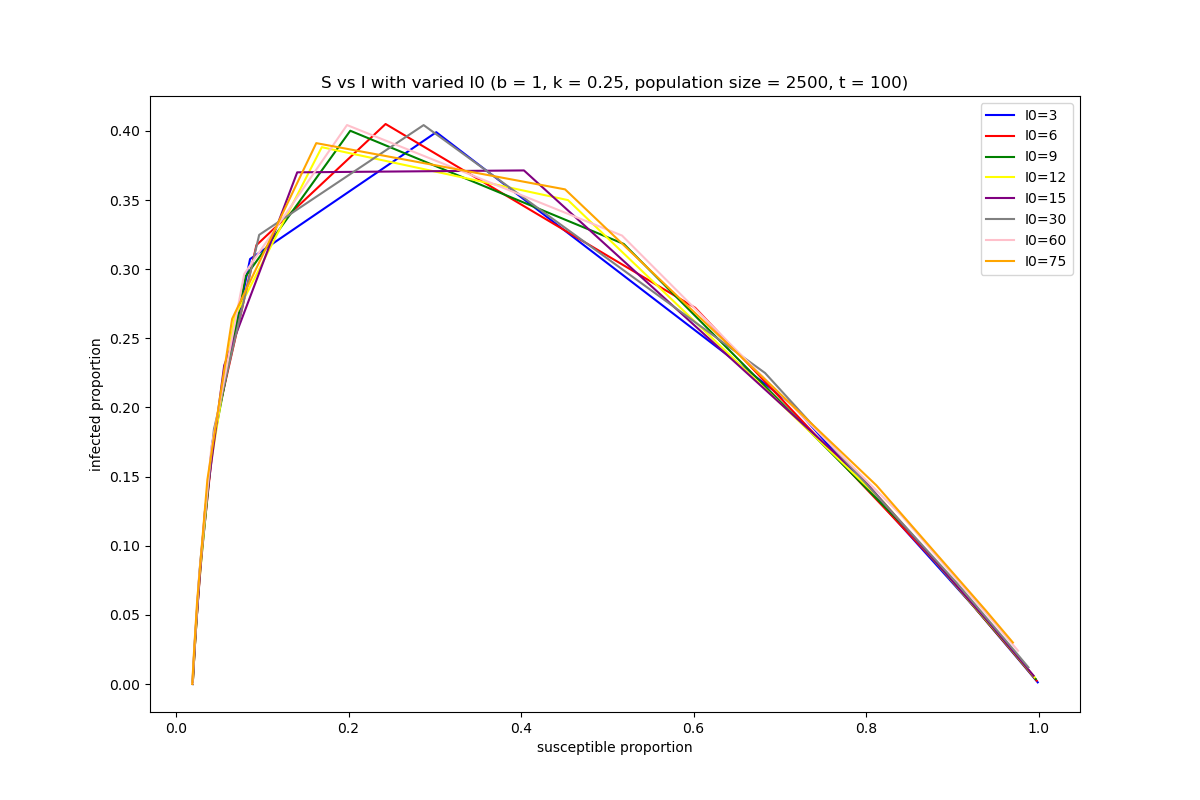 S vs I with varied I0 (b = 1, k = 0.25, population size = 2500, t = 100)
I0=3
I0=6
I0=9
I0=12
I0=15
I0=30
I0=60
I0=75
0.40
0.35
0.30
0.25
0.20
0.15
0.10
0.05
0.00
infected proportion
0.0 0.2 0.4 0.6 0.8 1.0
susceptible proportion